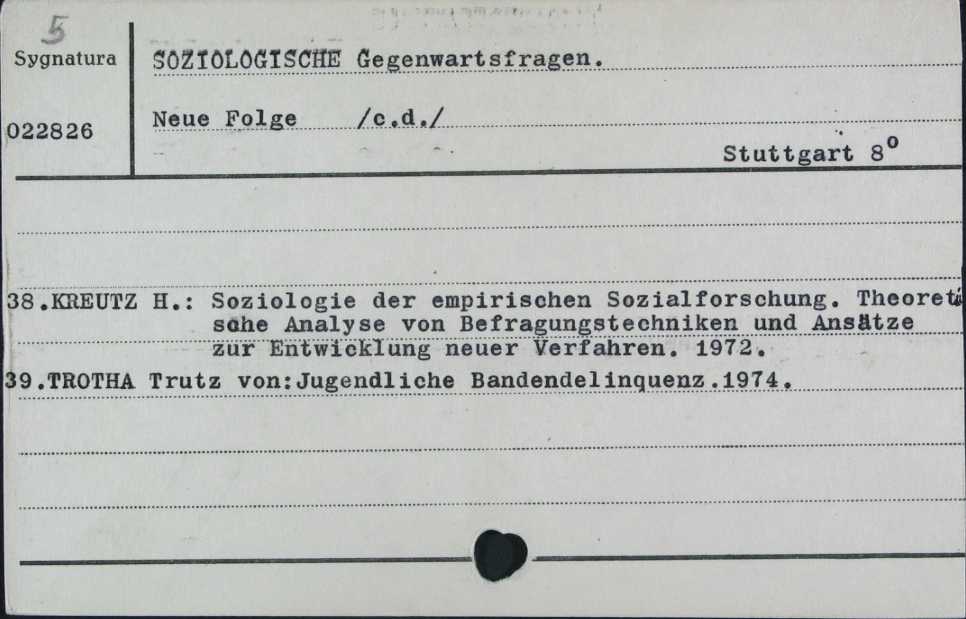 5
Sygnatura
SOZIOLOGISCHE Gegenwartsfragen.
022826
Neue Folge /c.d./
Stuttgart 8º
38.KREUTZ H.: Soziologie der empirischen Sozialforschung. Theoreti
sche Analyse von Befragungstechniken und Ansätze
zur Entwicklung neuer Verfahren. 1972.
39.TROTHA Trutz von:Jugendliche Bandendelinquenz.1974.